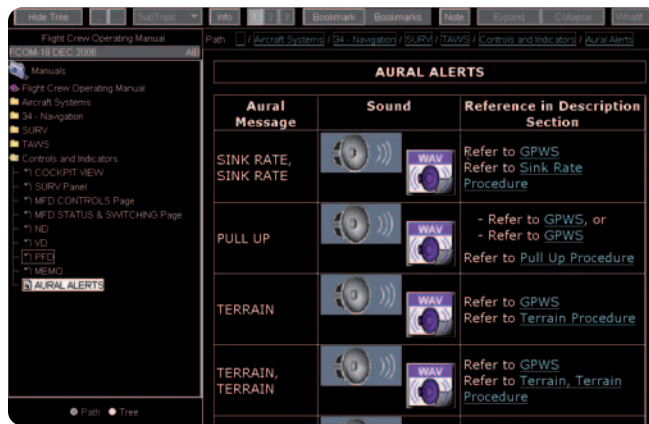 Hide Tree SubTopic Info 1 2 3 Bookmark Bookmarks Note Expand Collapse WhatIf
Flight Crew Operating Manual
Path / Aircraft Systems / 34 - Navigation / SURV / TAWS / Controls and Indicators / Aural Alerts
FCOM-19 DEC 2006 AIB
Manuals
Flight Crew Operating Manual
Aircraft Systems
34 - Navigation
SURV
TAWS
Controls and Indicators
COCKPIT VIEW
SURV Panel
MFD CONTROLS Page
MFD STATUS & SWITCHING Page
ND
VD
PFD
MEMO
AURAL ALERTS
Path Tree
AURAL ALERTS
Aural Message
Sound
Reference in Description Section
SINK RATE,
SINK RATE
WAV
Refer to GPWS
Refer to Sink Rate
Procedure
PULL UP
WAV
- Refer to GPWS, or
- Refer to GPWS
Refer to Pull Up Procedure
TERRAIN
WAV
Refer to GPWS
Refer to Terrain Procedure
TERRAIN,
TERRAIN
WAV
Refer to GPWS
Refer to Terrain, Terrain
Procedure